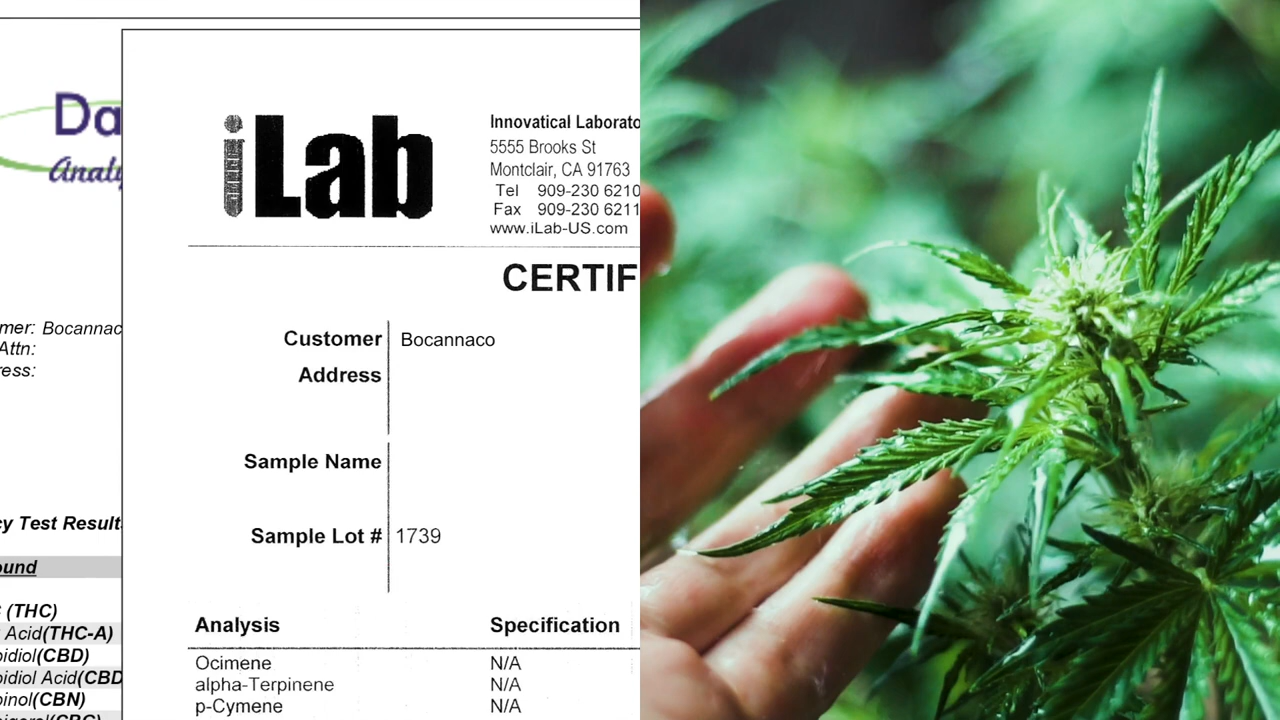 Da
Analy
mer: Bocannac
Attn:
ress:
cy Test Result
ound
(THC)
Acid(THC-A)
bidiol(CBD)
bidiol Acid(CBD
binol(CBN)
iLab
Innovatical Laborato
5555 Brooks St
Montclair, CA 91763
Tel 909-230 6210
Fax 909-230 6211
www.iLab-US.com
CERTIF
Customer Bocannaco
Address
Sample Name
Sample Lot # 1739
Analysis Specification
Ocimene N/A
alpha-Terpinene N/A
p-Cymene N/A